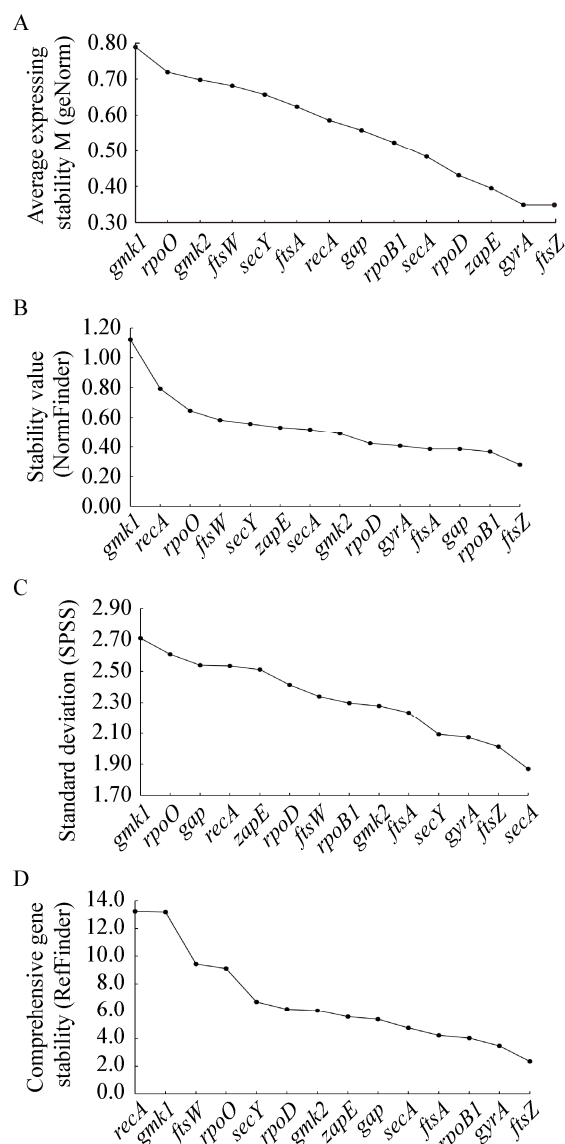 A
Average expressing
stability M (geNorm)
0.80
0.70
0.60
0.50
0.40
0.30
gmk1 rpoO gmk2 ftsW secY ftsA recA gap rpoB1 secA rpoD zapE gyrA ftsZ
B
Stability value
(NormFinder)
1.20
1.00
0.80
0.60
0.40
0.20
0.00
gmk1 recA rpoO ftsW secY zapE secA gmk2 rpoD gyrA ftsA gap rpoB1 ftsZ
C
Standard deviation (SPSS)
2.90
2.70
2.50
2.30
2.10
1.90
1.70
gmk1 rpoO gap recA zapE rpoD ftsW rpoB1 gmk2 ftsA secY gyrA ftsZ secA
D
Comprehensive gene
stability (RefFinder)
14.0
12.0
10.0
8.0
6.0
4.0
2.0
0.0
recA gmk1 ftsW rpoO secY rpoD gmk2 zapE gap secA ftsA rpoB1 gyrA ftsZ